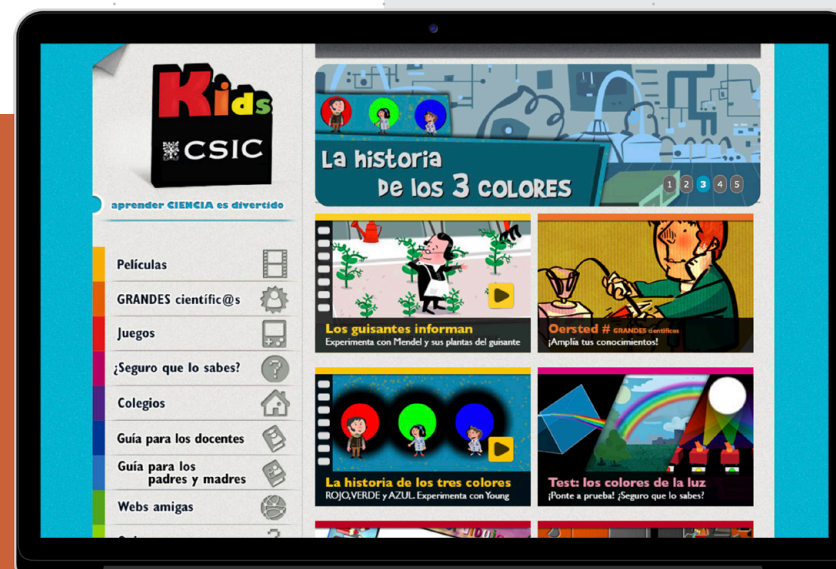 Kids
CSIC
aprender CIENCIA es divertido
Películas
GRANDES científic@s
Juegos
¿Seguro que lo sabes?
Colegios
Guía para los docentes
Guía para los
padres y madres
Webs amigas
La historia
DE los 3 COLORES
1 2 3 4 5
Los guisantes informan
Experimenta con Mendel y sus plantas del guisante
Oersted # GRANDES científicos
¡Amplía tus conocimientos!
La historia de los tres colores
ROJO, VERDE y AZUL. Experimenta con Young
Test: los colores de la luz
¡Ponte a prueba! ¿Seguro que lo sabes?